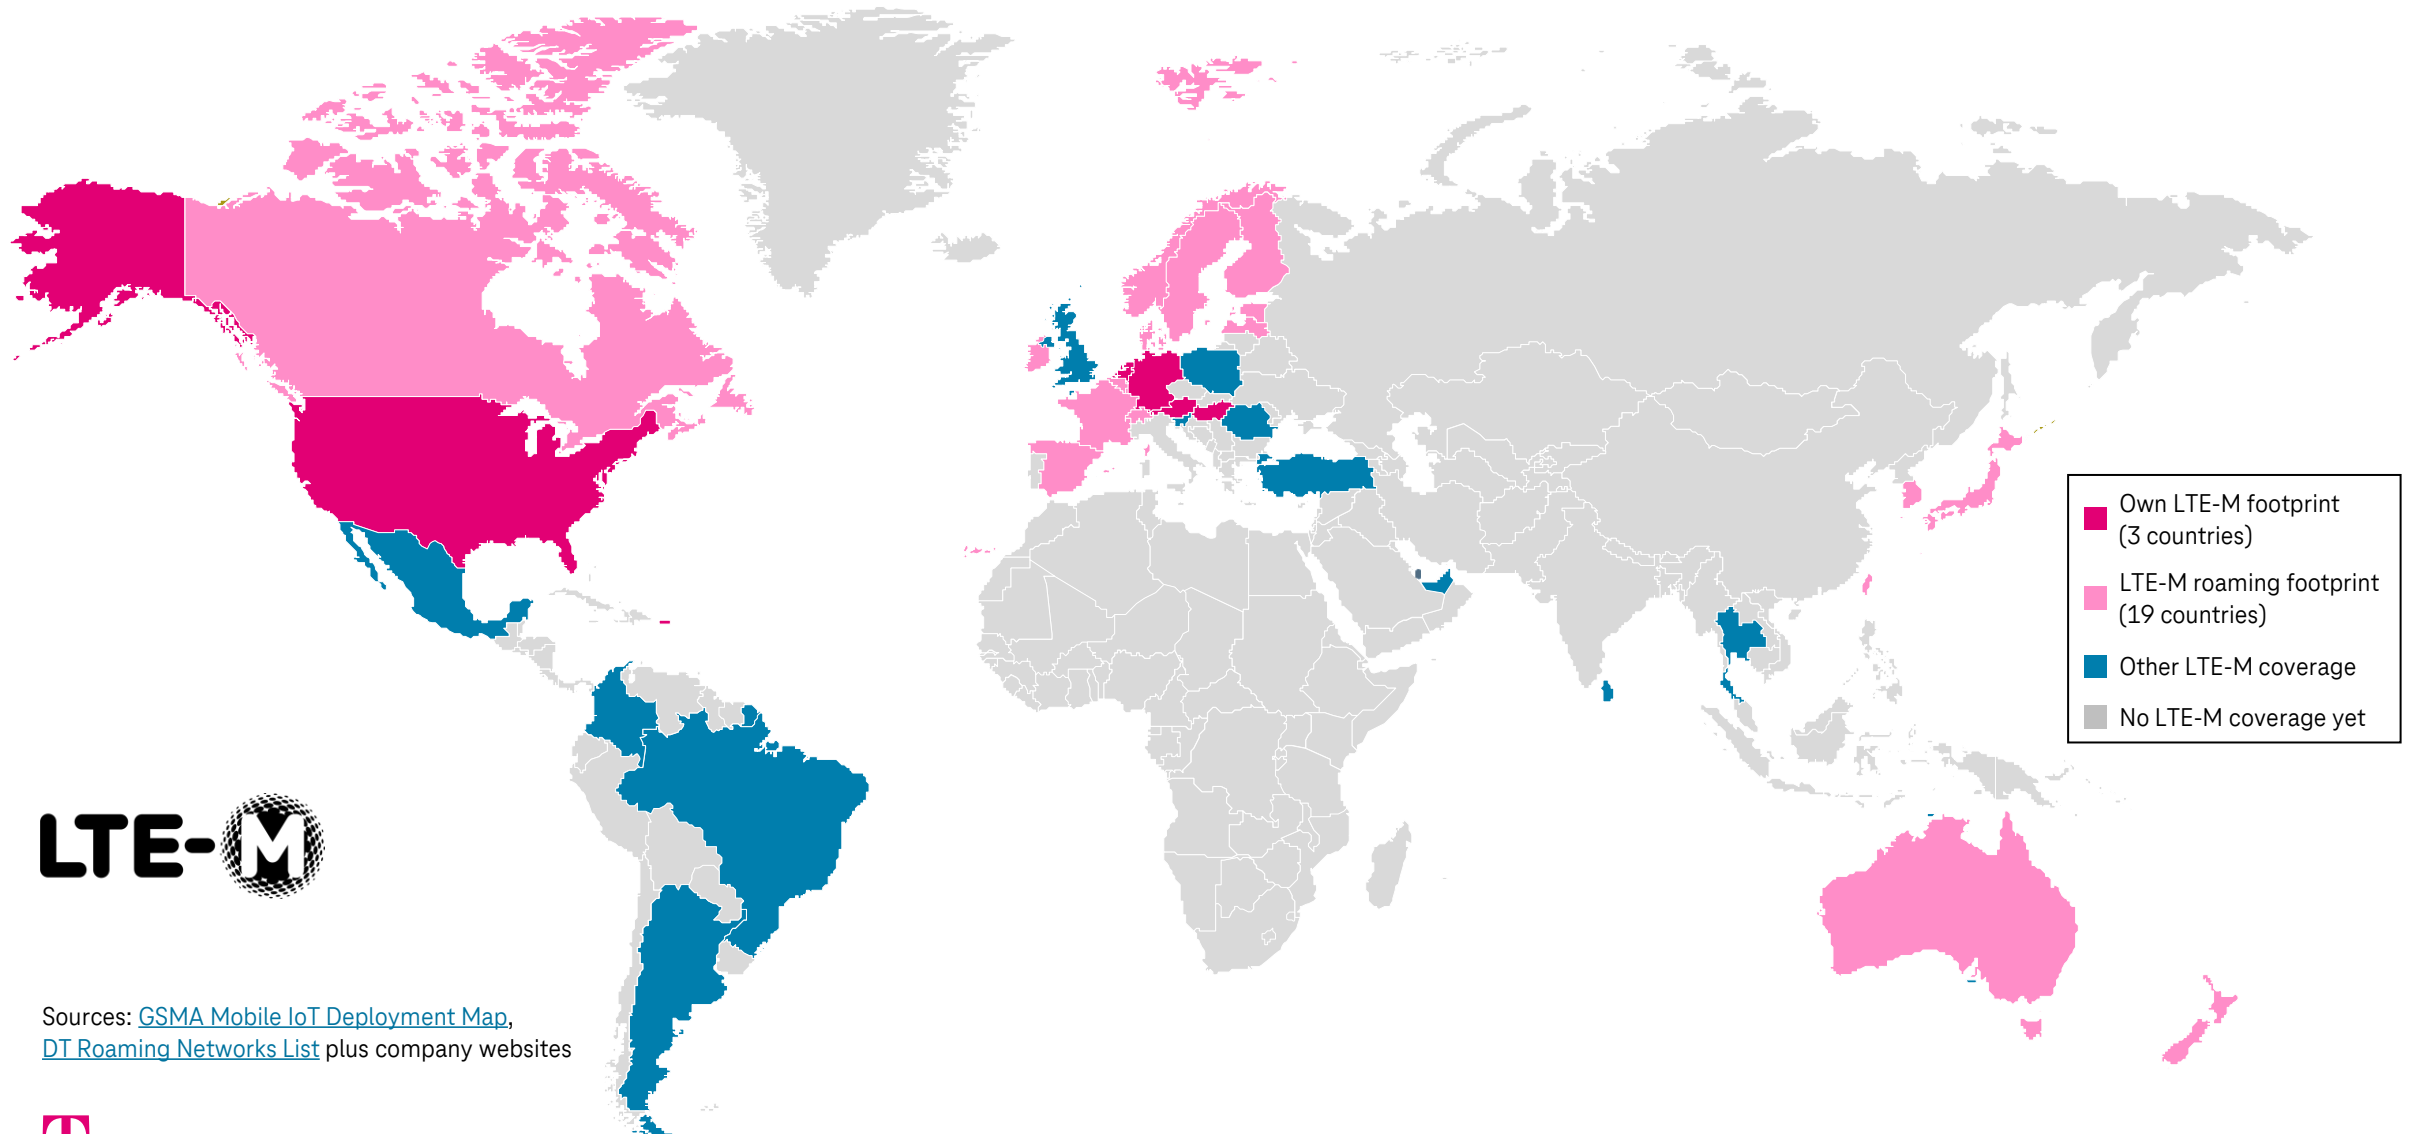 Own LTE-M footprint
(3 countries)
LTE-M roaming footprint
(19 countries)
Other LTE-M coverage
No LTE-M coverage yet
LTE-M
Sources: GSMA Mobile IoT Deployment Map,
DT Roaming Networks List plus company websites
T